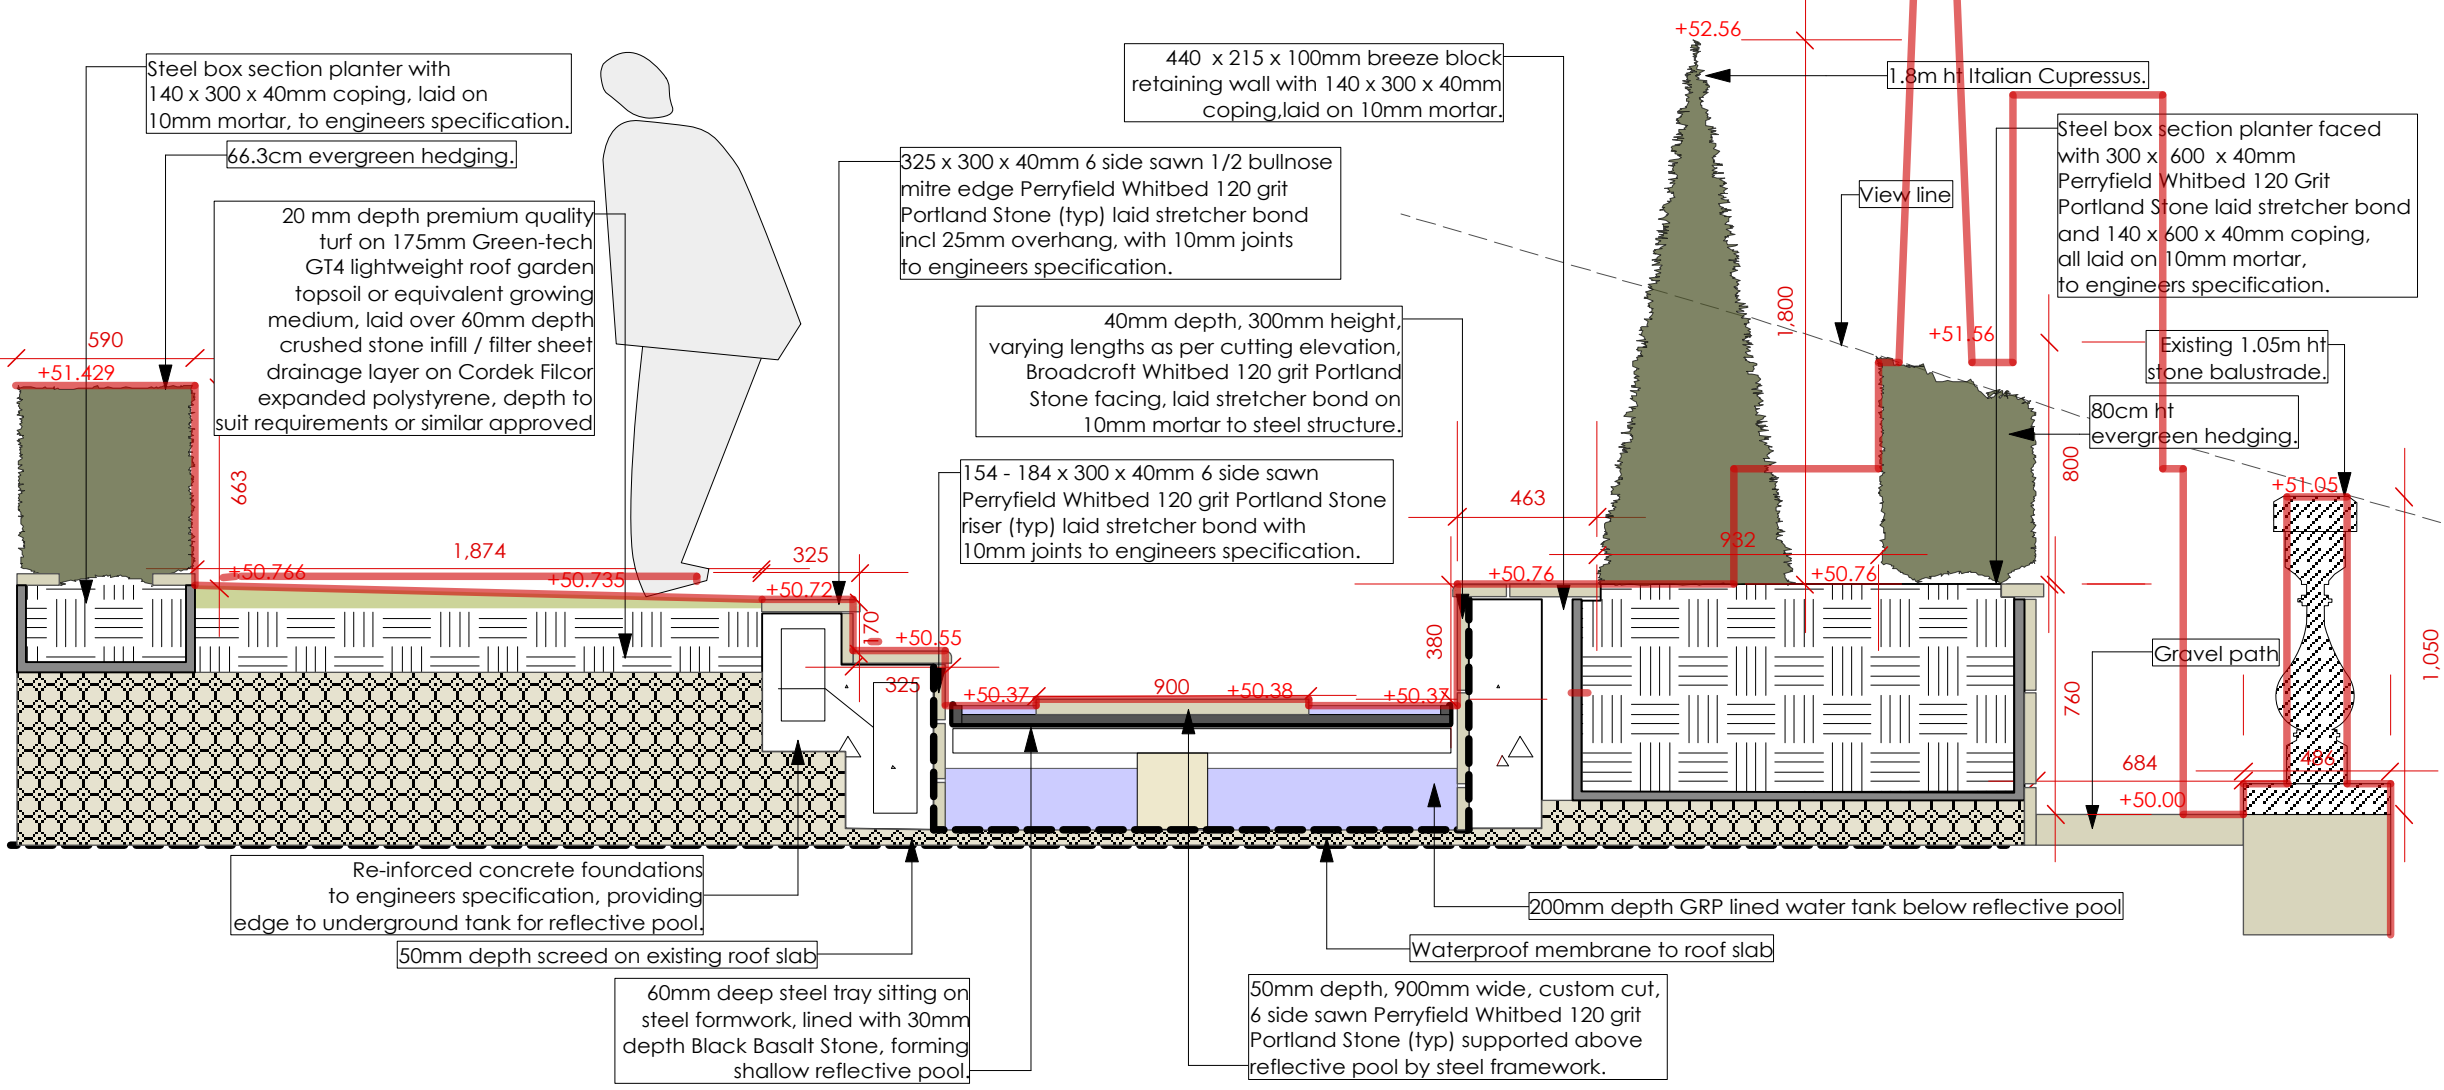 Steel box section planter with
140 x 300 x 40mm coping, laid on
10mm mortar, to engineers specification.
66.3cm evergreen hedging.
20 mm depth premium quality
turf on 175mm Green-tech
GT4 lightweight roof garden
topsoil or equivalent growing
medium, laid over 60mm depth
crushed stone infill / filter sheet
drainage layer on Cordek Filcor
expanded polystyrene, depth to
suit requirements or similar approved
325 x 300 x 40mm 6 side sawn 1/2 bullnose
mitre edge Perryfield Whitbed 120 grit
Portland Stone (typ) laid stretcher bond
incl 25mm overhang, with 10mm joints
to engineers specification.
440 x 215 x 100mm breeze block
retaining wall with 140 x 300 x 40mm
coping,laid on 10mm mortar.
40mm depth, 300mm height,
varying lengths as per cutting elevation,
Broadcroft Whitbed 120 grit Portland
Stone facing, laid stretcher bond on
10mm mortar to steel structure.
154 - 184 x 300 x 40mm 6 side sawn
Perryfield Whitbed 120 grit Portland Stone
riser (typ) laid stretcher bond with
10mm joints to engineers specification.
+52.56
1.8m ht Italian Cupressus.
Steel box section planter faced
with 300 x 600 x 40mm
Perryfield Whitbed 120 Grit
Portland Stone laid stretcher bond
and 140 x 600 x 40mm coping,
all laid on 10mm mortar,
to engineers specification.
View line
1,800
+51.56
Existing 1.05m ht
stone balustrade.
80cm ht
evergreen hedging.
590
+51.429
663
1,874
325
+50.766
+50.735
+50.72
170
+50.55
325
+50.37
900
+50.38
+50.37
380
463
+50.76
932
+50.76
800
+51.05
1,050
Gravel path
760
684
486
+50.00
Re-inforced concrete foundations
to engineers specification, providing
edge to underground tank for reflective pool.
50mm depth screed on existing roof slab
60mm deep steel tray sitting on
steel formwork, lined with 30mm
depth Black Basalt Stone, forming
shallow reflective pool.
200mm depth GRP lined water tank below reflective pool
Waterproof membrane to roof slab
50mm depth, 900mm wide, custom cut,
6 side sawn Perryfield Whitbed 120 grit
Portland Stone (typ) supported above
reflective pool by steel framework.